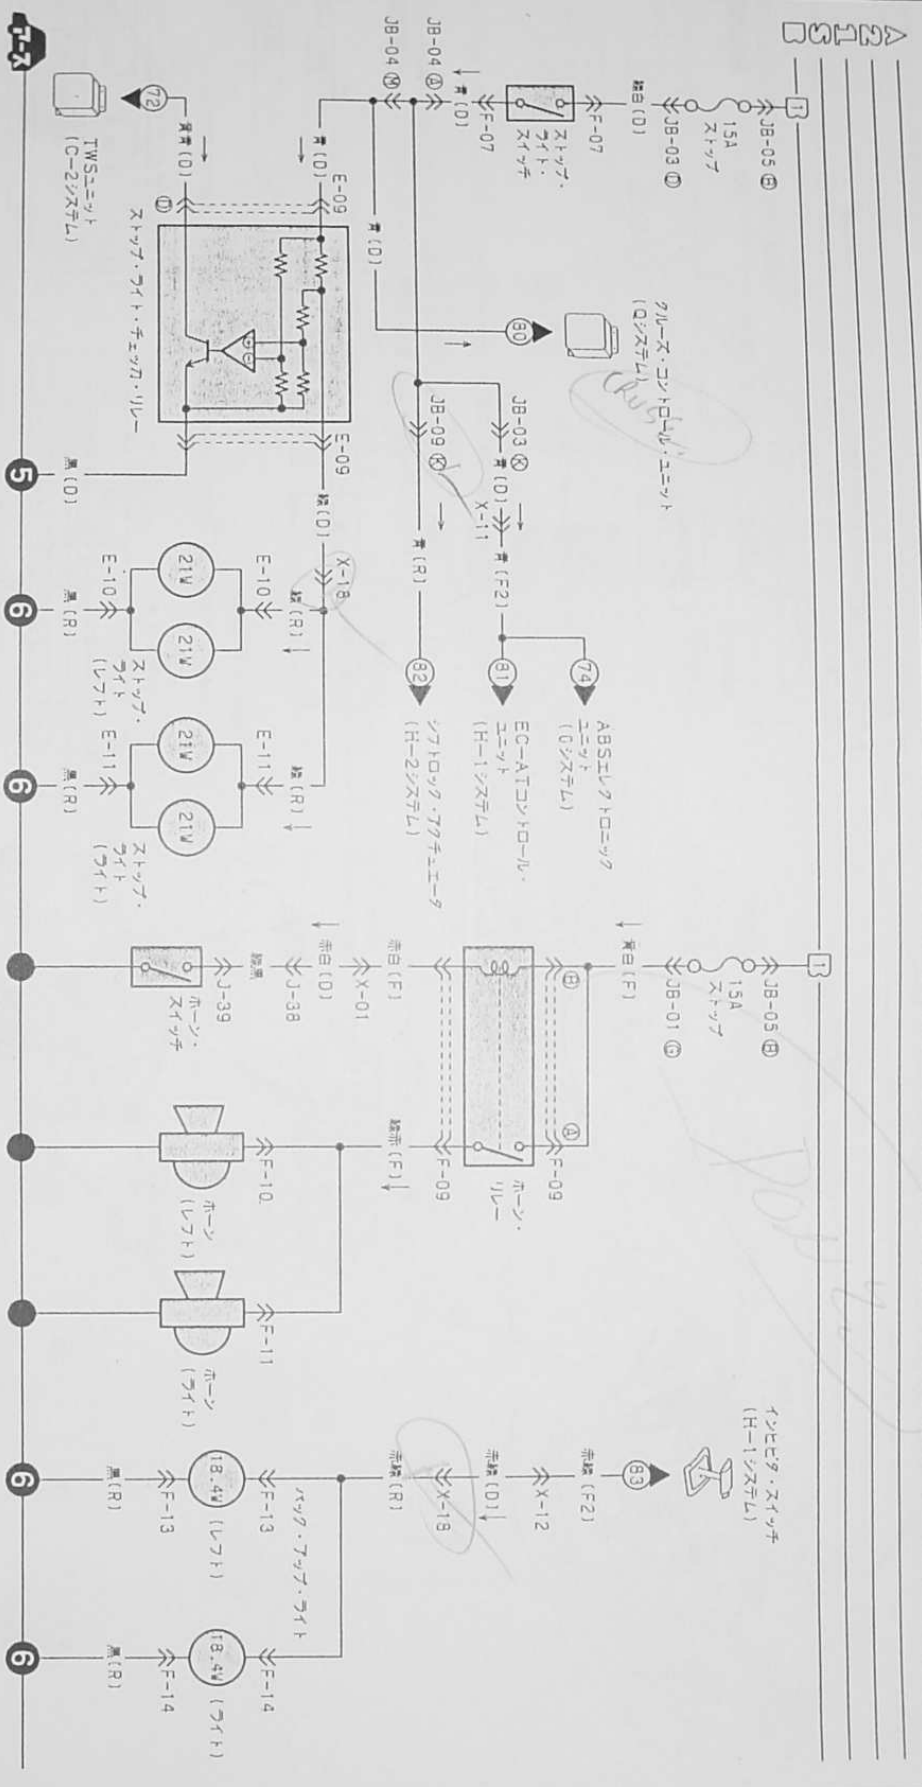 A
2
1
S
B
アース
1
JB-05 Ⓑ
15A
ストップ
JB-03 Ⓓ
緑白 (D)
F-07
ストップ・
ライト・
スイッチ
F-07
青 (D)
JB-04 Ⓐ
JB-04 Ⓜ
青 (D)
青 (D)
E-09
Ⓓ
黄青 (D)
72
TWSユニット
(C-2システム)
ストップ・ライト・チェッカ・リレー
クルーズ・コントロール・ユニット
(Qシステム)
80
JB-03 Ⓚ
JB-09 Ⓚ
青 (D)
X-11
青 (F2)
青 (R)
74
81
82
ABSエレクトロニック
ユニット
(Gシステム)
EC-ATコントロール・
ユニット
(H-1システム)
シフトロック・アクチュエータ
(H-2システム)
E-09
緑 (D)
X-18
黒 (D)
5
緑 (R)
E-10
21W
21W
E-10
黒 (R)
6
ストップ・
ライト
(レフト)
緑 (R)
E-11
21W
21W
E-11
黒 (R)
6
ストップ・
ライト
(ライト)
1
JB-05 Ⓑ
15A
ストップ
JB-01 Ⓖ
青白 (F)
Ⓑ
Ⓐ
F-09
ホーン・
リレー
F-09
赤白 (F)
X-01
赤白 (D)
J-38
緑黒
J-39
ホーン・
スイッチ
緑赤 (F)
F-10
ホーン
(レフト)
F-11
ホーン
(ライト)
インヒビタ・スイッチ
(H-1システム)
83
赤緑 (F2)
X-12
赤緑 (D)
X-18
赤緑 (R)
バック・アップ・ライト
F-13
18.4W
(レフト)
F-13
黒 (R)
6
F-14
18.4W
(ライト)
F-14
黒 (R)
6